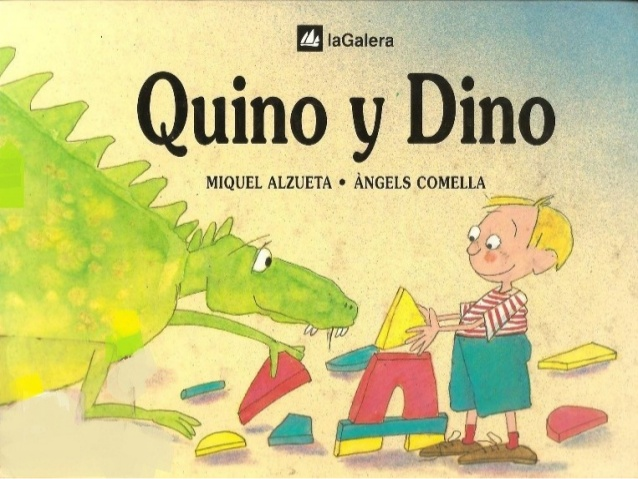 laGalera
Quino y Dino
MIQUEL ALZUETA • ÀNGELS COMELLA